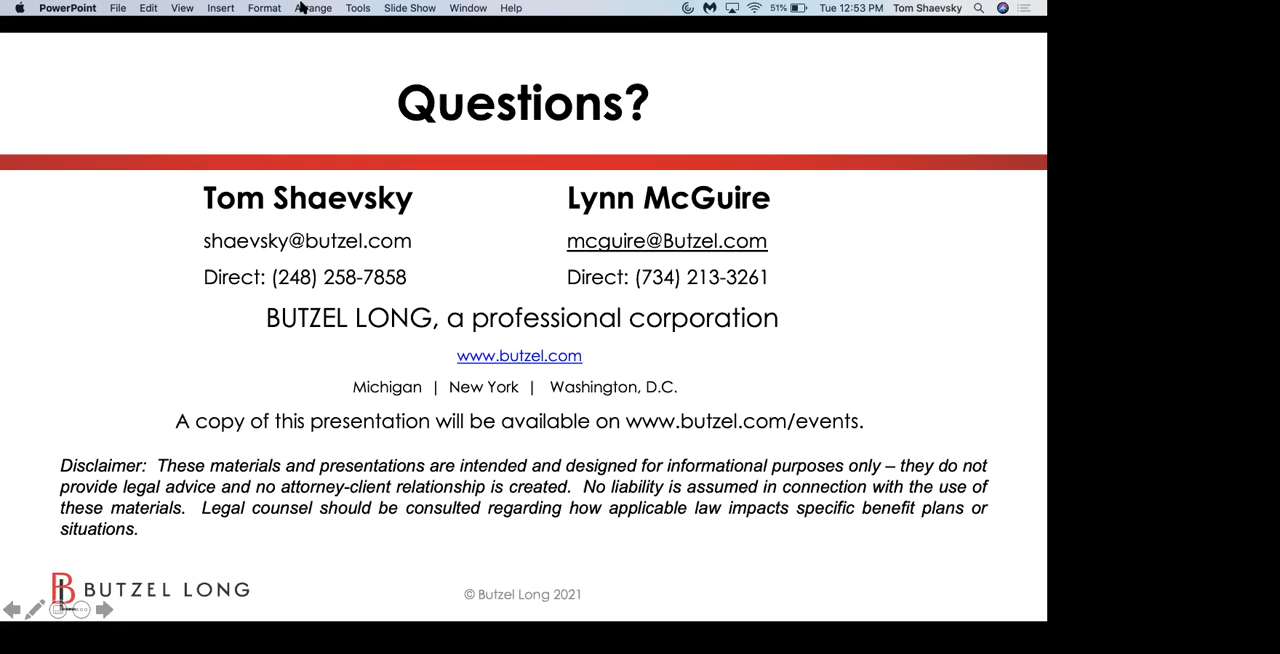 PowerPoint File Edit View Insert Format Arrange Tools Slide Show Window Help 51% Tue 12:53 PM Tom Shaevsky
Questions?
Tom Shaevsky
shaevsky@butzel.com
Direct: (248) 258-7858
Lynn McGuire
mcguire@Butzel.com
Direct: (734) 213-3261
BUTZEL LONG, a professional corporation
www.butzel.com
Michigan | New York | Washington, D.C.
A copy of this presentation will be available on www.butzel.com/events.
Disclaimer: These materials and presentations are intended and designed for informational purposes only – they do not
provide legal advice and no attorney-client relationship is created. No liability is assumed in connection with the use of
these materials. Legal counsel should be consulted regarding how applicable law impacts specific benefit plans or
situations.
BUTZEL LONG
© Butzel Long 2021